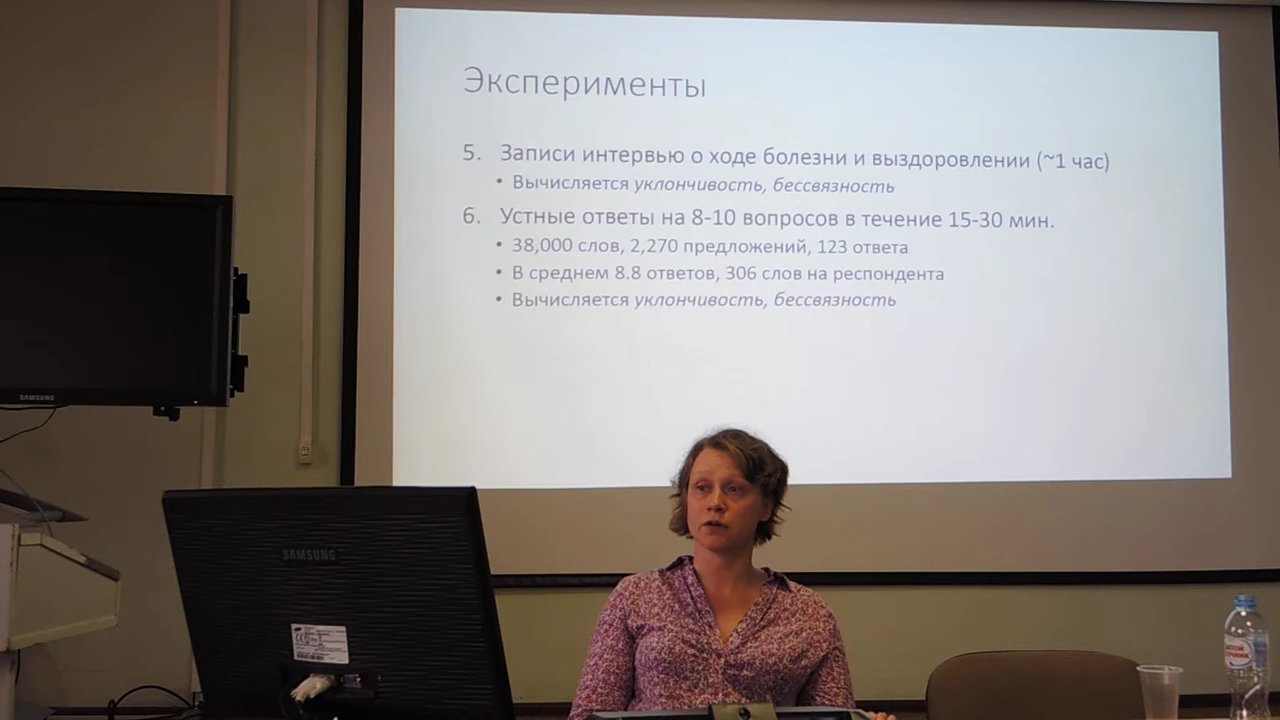 Эксперименты
5. Записи интервью о ходе болезни и выздоровлении (~1 час)
• Вычисляется уклончивость, бессвязность
6. Устные ответы на 8-10 вопросов в течение 15-30 мин.
• 38,000 слов, 2,270 предложений, 123 ответа
• В среднем 8.8 ответов, 306 слов на респондента
• Вычисляется уклончивость, бессвязность
SAMSUNG
SAMSUNG